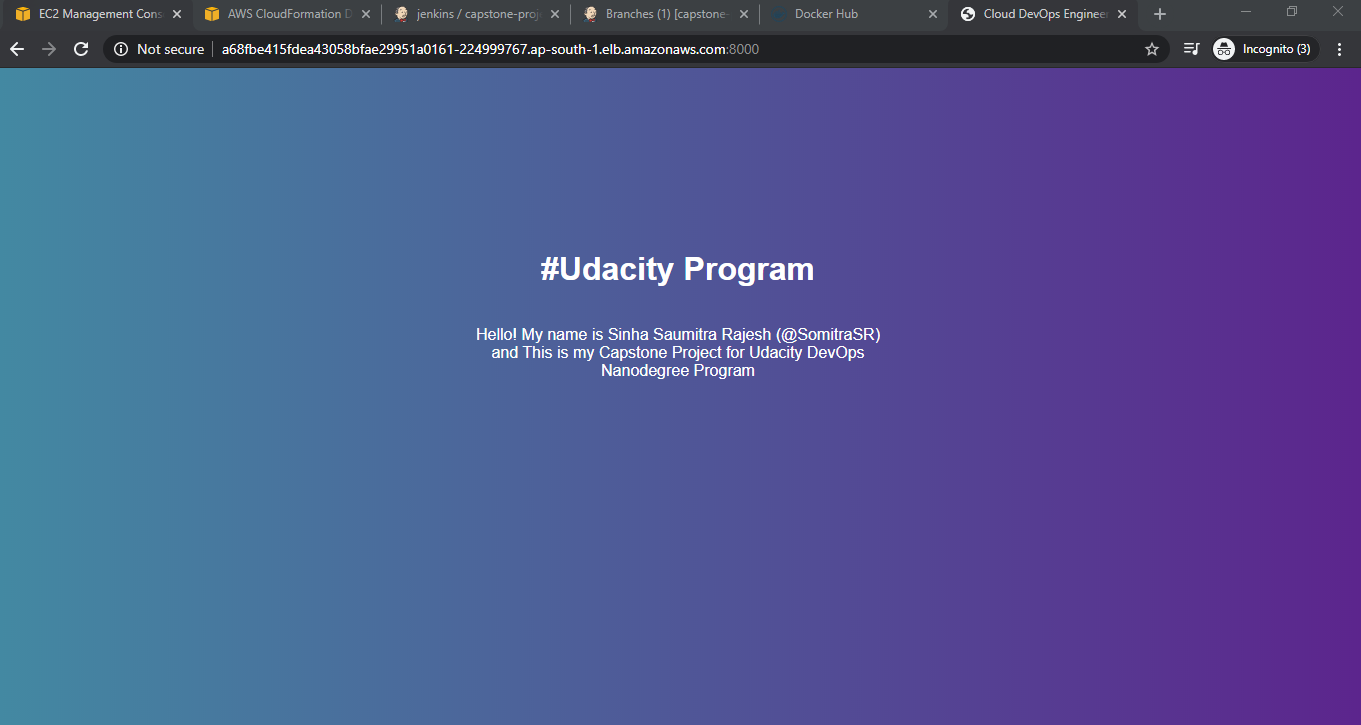 EC2 Management Cons
AWS CloudFormation D
jenkins / capstone-proj
Branches (1) [capstone-
Docker Hub
Cloud DevOps Engineer
Not secure
a68fbe415fdea43058bfae29951a0161-224999767.ap-south-1.elb.amazonaws.com:8000
Incognito (3)
#Udacity Program
Hello! My name is Sinha Saumitra Rajesh (@SomitraSR)
and This is my Capstone Project for Udacity DevOps
Nanodegree Program